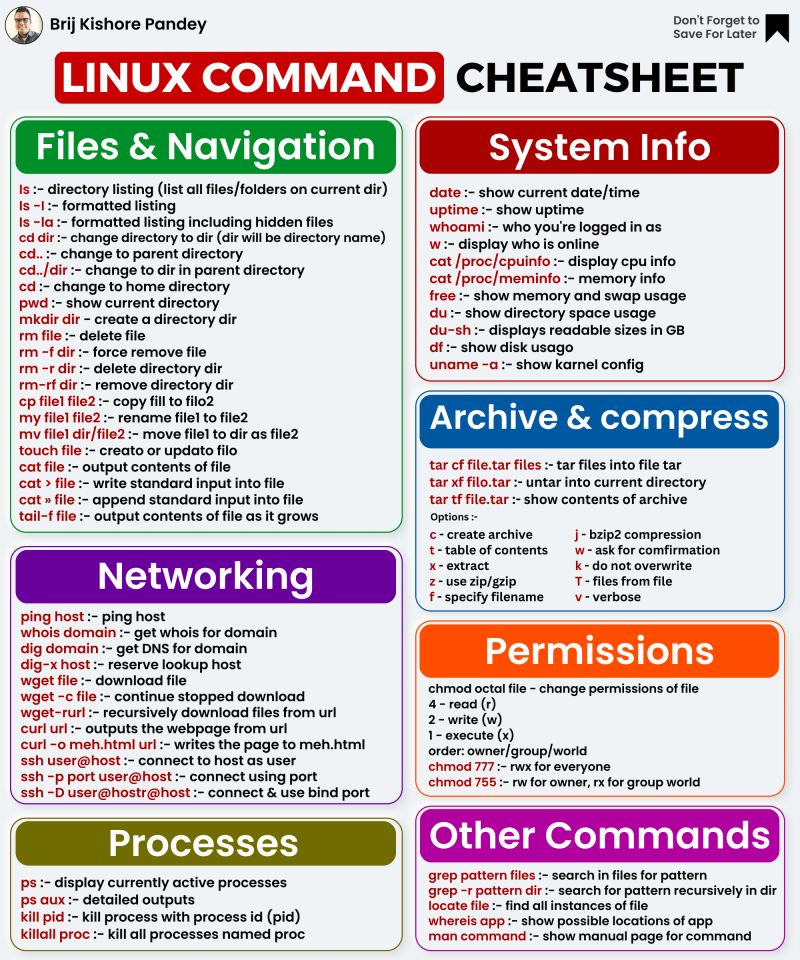 Brij Kishore Pandey
Don't Forget to
Save For Later
LINUX COMMAND CHEATSHEET
Files & Navigation
ls :- directory listing (list all files/folders on current dir)
ls -l :- formatted listing
ls -la :- formatted listing including hidden files
cd dir :- change directory to dir (dir will be directory name)
cd.. :- change to parent directory
cd../dir :- change to dir in parent directory
cd :- change to home directory
pwd :- show current directory
mkdir dir - create a directory dir
rm file :- delete file
rm -f dir :- force remove file
rm -r dir :- delete directory dir
rm-rf dir :- remove directory dir
cp file1 file2 :- copy fill to filo2
my file1 file2 :- rename file1 to file2
mv file1 dir/file2 :- move file1 to dir as file2
touch file :- creato or updato filo
cat file :- output contents of file
cat > file :- write standard input into file
cat » file :- append standard input into file
tail-f file :- output contents of file as it grows
Networking
ping host :- ping host
whois domain :- get whois for domain
dig domain :- get DNS for domain
dig-x host :- reserve lookup host
wget file :- download file
wget -c file :- continue stopped download
wget-rurl :- recursively download files from url
curl url :- outputs the webpage from url
curl -o meh.html url :- writes the page to meh.html
ssh user@host :- connect to host as user
ssh -p port user@host :- connect using port
ssh -D user@hostr@host :- connect & use bind port
Processes
ps :- display currently active processes
ps aux :- detailed outputs
kill pid :- kill process with process id (pid)
killall proc :- kill all processes named proc
System Info
date :- show current date/time
uptime :- show uptime
whoami :- who you're logged in as
w :- display who is online
cat /proc/cpuinfo :- display cpu info
cat /proc/meminfo :- memory info
free :- show memory and swap usage
du :- show directory space usage
du-sh :- displays readable sizes in GB
df :- show disk usago
uname -a :- show karnel config
Archive & compress
tar cf file.tar files :- tar files into file tar
tar xf filo.tar :- untar into current directory
tar tf file.tar :- show contents of archive
Options :-
c - create archive
t - table of contents
x - extract
z - use zip/gzip
f - specify filename
j - bzip2 compression
w - ask for comfirmation
k - do not overwrite
T - files from file
v - verbose
Permissions
chmod octal file - change permissions of file
4 - read (r)
2 - write (w)
1 - execute (x)
order: owner/group/world
chmod 777 :- rwx for everyone
chmod 755 :- rw for owner, rx for group world
Other Commands
grep pattern files :- search in files for pattern
grep -r pattern dir :- search for pattern recursively in dir
locate file :- find all instances of file
whereis app :- show possible locations of app
man command :- show manual page for command